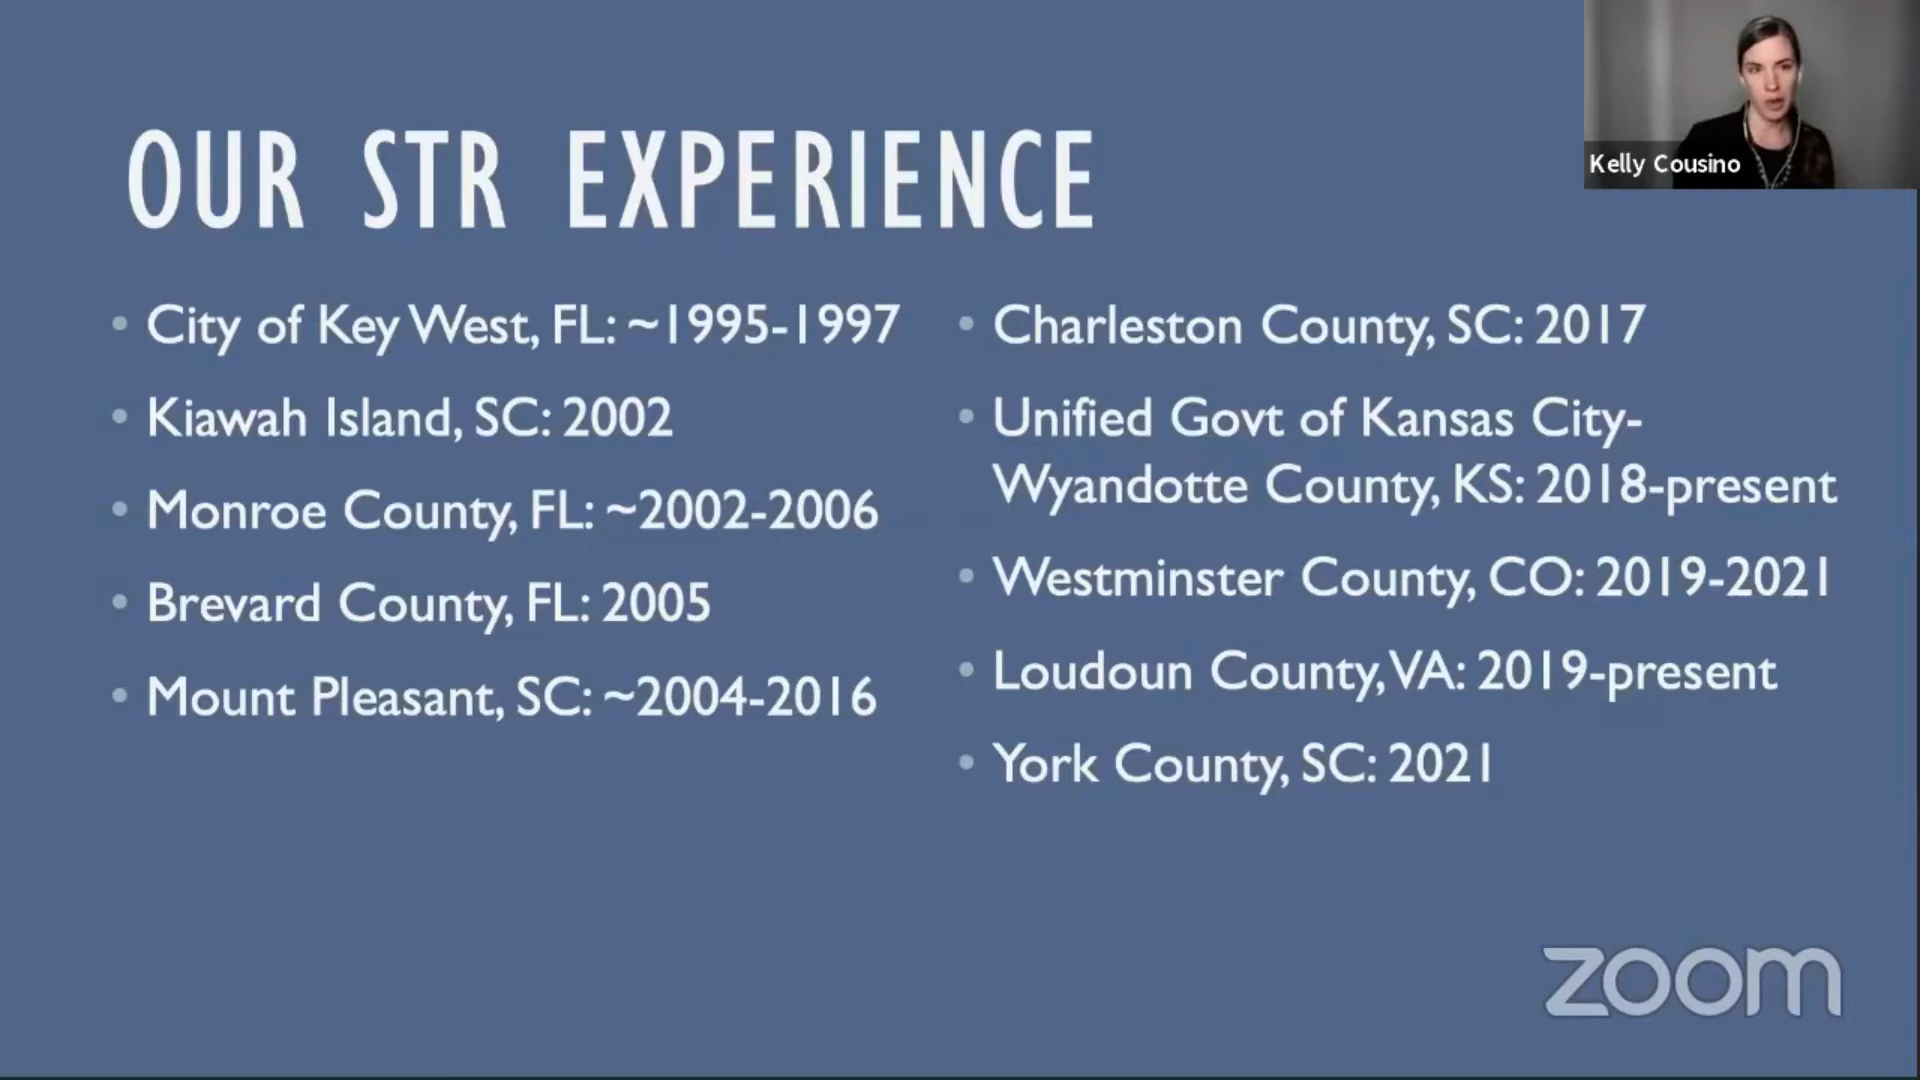 OUR STR EXPERIENCE
• City of Key West, FL: ~1995-1997
• Kiawah Island, SC: 2002
• Monroe County, FL: ~2002-2006
• Brevard County, FL: 2005
• Mount Pleasant, SC: ~2004-2016
• Charleston County, SC: 2017
• Unified Govt of Kansas City-
Wyandotte County, KS: 2018-present
• Westminster County, CO: 2019-2021
• Loudoun County, VA: 2019-present
• York County, SC: 2021
Kelly Cousino
zoom